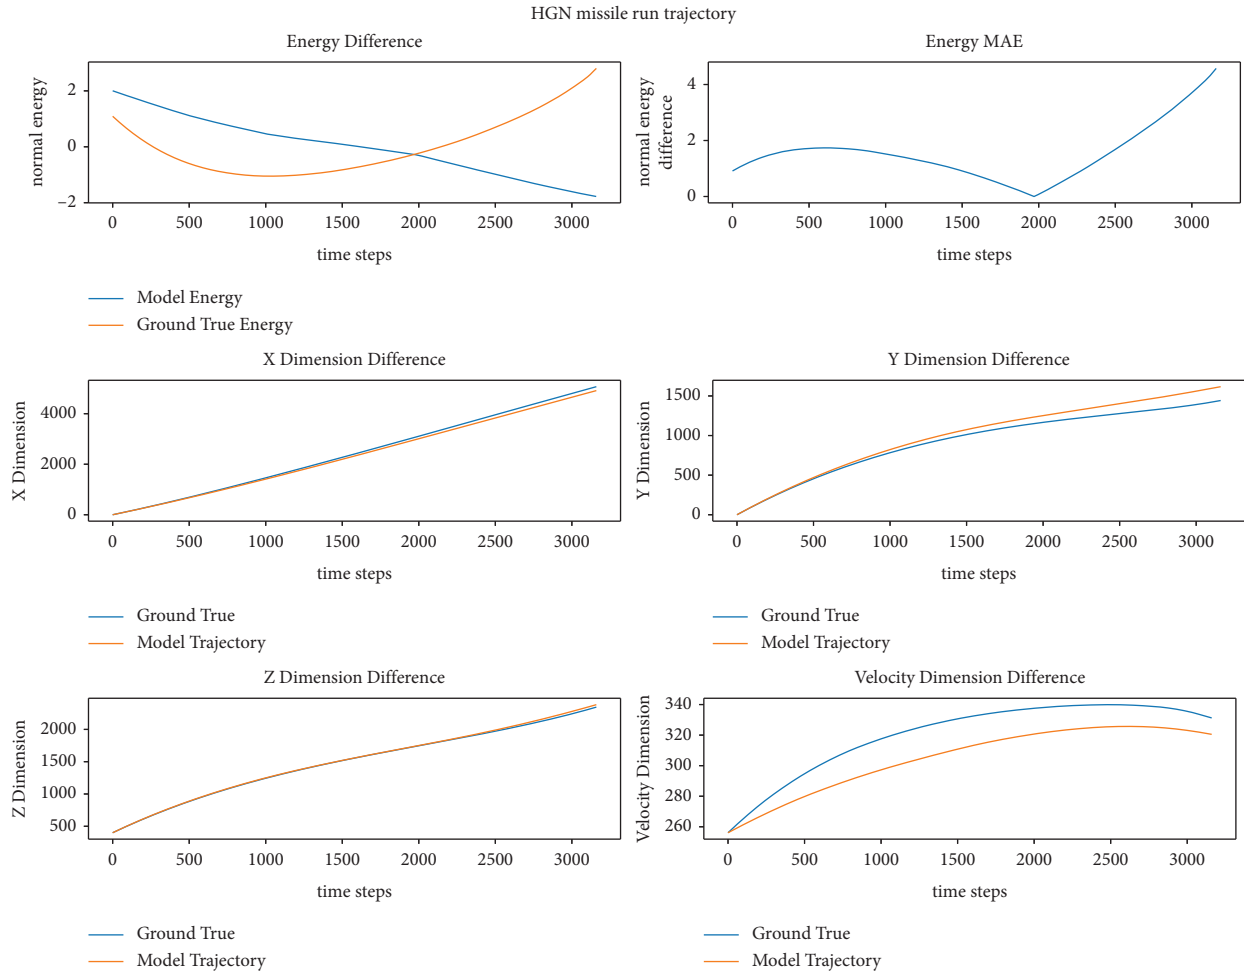 HGN missile run trajectory
Energy Difference
normal energy
2
0
−2
0 500 1000 1500 2000 2500 3000
time steps
Model Energy
Ground True Energy
Energy MAE
normal energy
difference
4
2
0
0 500 1000 1500 2000 2500 3000
time steps
X Dimension Difference
X Dimension
4000
2000
0
0 500 1000 1500 2000 2500 3000
time steps
Ground True
Model Trajectory
Y Dimension Difference
Y Dimension
1500
1000
500
0
0 500 1000 1500 2000 2500 3000
time steps
Ground True
Model Trajectory
Z Dimension Difference
Z Dimension
2000
1500
1000
500
0 500 1000 1500 2000 2500 3000
time steps
Ground True
Model Trajectory
Velocity Dimension Difference
Velocity Dimension
340
320
300
280
260
0 500 1000 1500 2000 2500 3000
time steps
Ground True
Model Trajectory